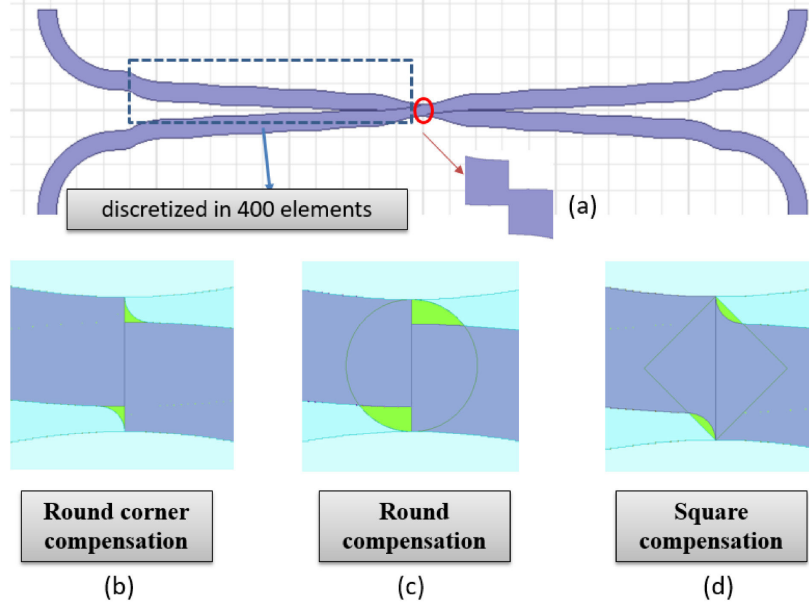 (a)
discretized in 400 elements
Round corner
compensation
Round
compensation
Square
compensation
(b)
(c)
(d)